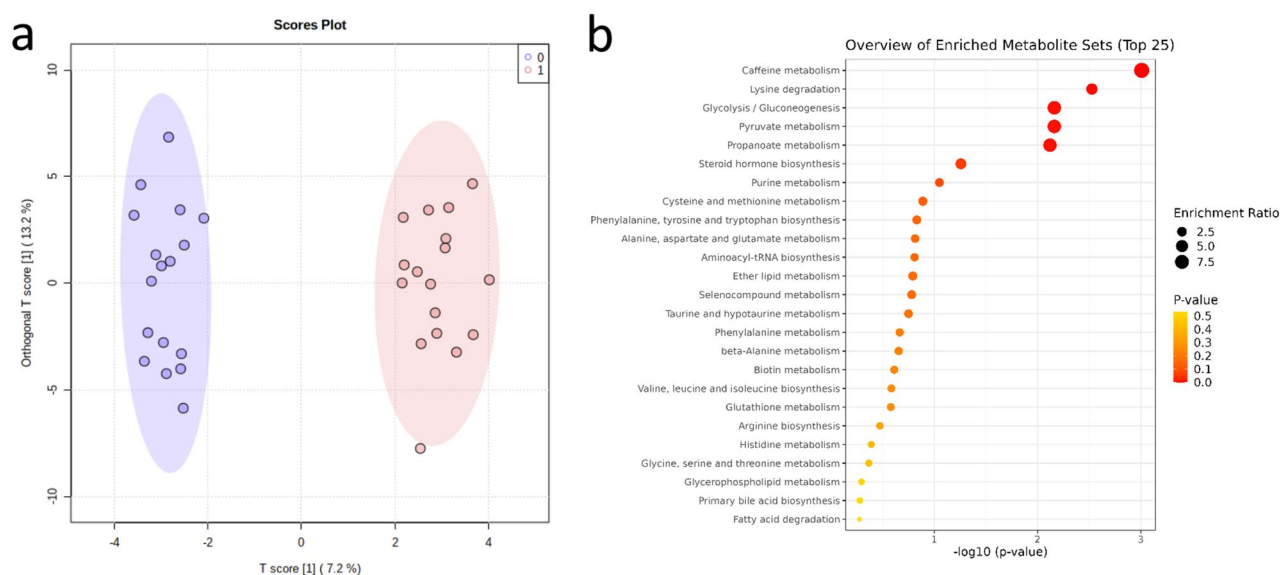 a
Scores Plot
0
1
Orthogonal T score [1] ( 13.2 %)
10
5
0
-5
-10
-4
-2
0
2
4
T score [1] ( 7.2 %)
b
Overview of Enriched Metabolite Sets (Top 25)
Caffeine metabolism
Lysine degradation
Glycolysis / Gluconeogenesis
Pyruvate metabolism
Propanoate metabolism
Steroid hormone biosynthesis
Purine metabolism
Cysteine and methionine metabolism
Phenylalanine, tyrosine and tryptophan biosynthesis
Alanine, aspartate and glutamate metabolism
Aminoacyl-tRNA biosynthesis
Ether lipid metabolism
Selenocompound metabolism
Taurine and hypotaurine metabolism
Phenylalanine metabolism
beta-Alanine metabolism
Biotin metabolism
Valine, leucine and isoleucine biosynthesis
Glutathione metabolism
Arginine biosynthesis
Histidine metabolism
Glycine, serine and threonine metabolism
Glycerophospholipid metabolism
Primary bile acid biosynthesis
Fatty acid degradation
1
2
3
-log10 (p-value)
Enrichment Ratio
2.5
5.0
7.5
P-value
0.5
0.4
0.3
0.2
0.1
0.0